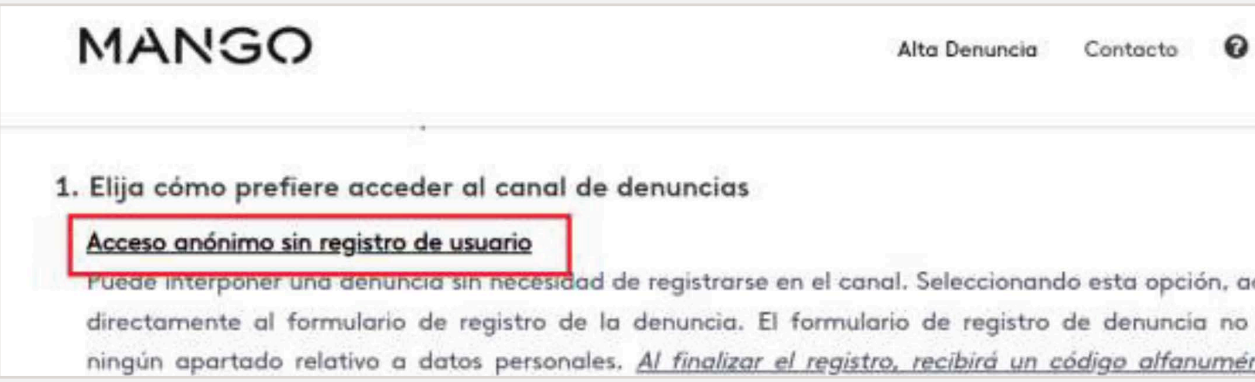 MANGO
Alta Denuncia Contacto ?
1. Elija cómo prefiere acceder al canal de denuncias
Acceso anónimo sin registro de usuario
Puede interponer una denuncia sin necesidad de registrarse en el canal. Seleccionando esta opción,
directamente al formulario de registro de la denuncia. El formulario de registro de denuncia no
ningún apartado relativo a datos personales. Al finalizar el registro, recibirá un código